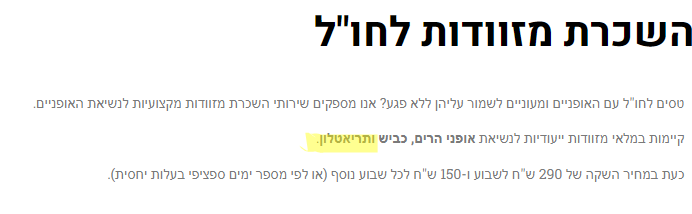 השכרת מזוודות לחו"ל
טסים לחו"ל עם האופניים ומעוניים לשמור עליהן ללא פגע? אנו מספקים שירותי השכרת מזוודות מקצועיות לנשיאת האופניים.
קיימות במלאי מזוודות ייעודיות לנשיאת אופני הרים, כביש ותריאטלון.
כעת במחיר השקה של 290 ש"ח לשבוע ו-150 ש"ח לכל שבוע נוסף (או לפי מספר ימים ספציפי בעלות יחסית).